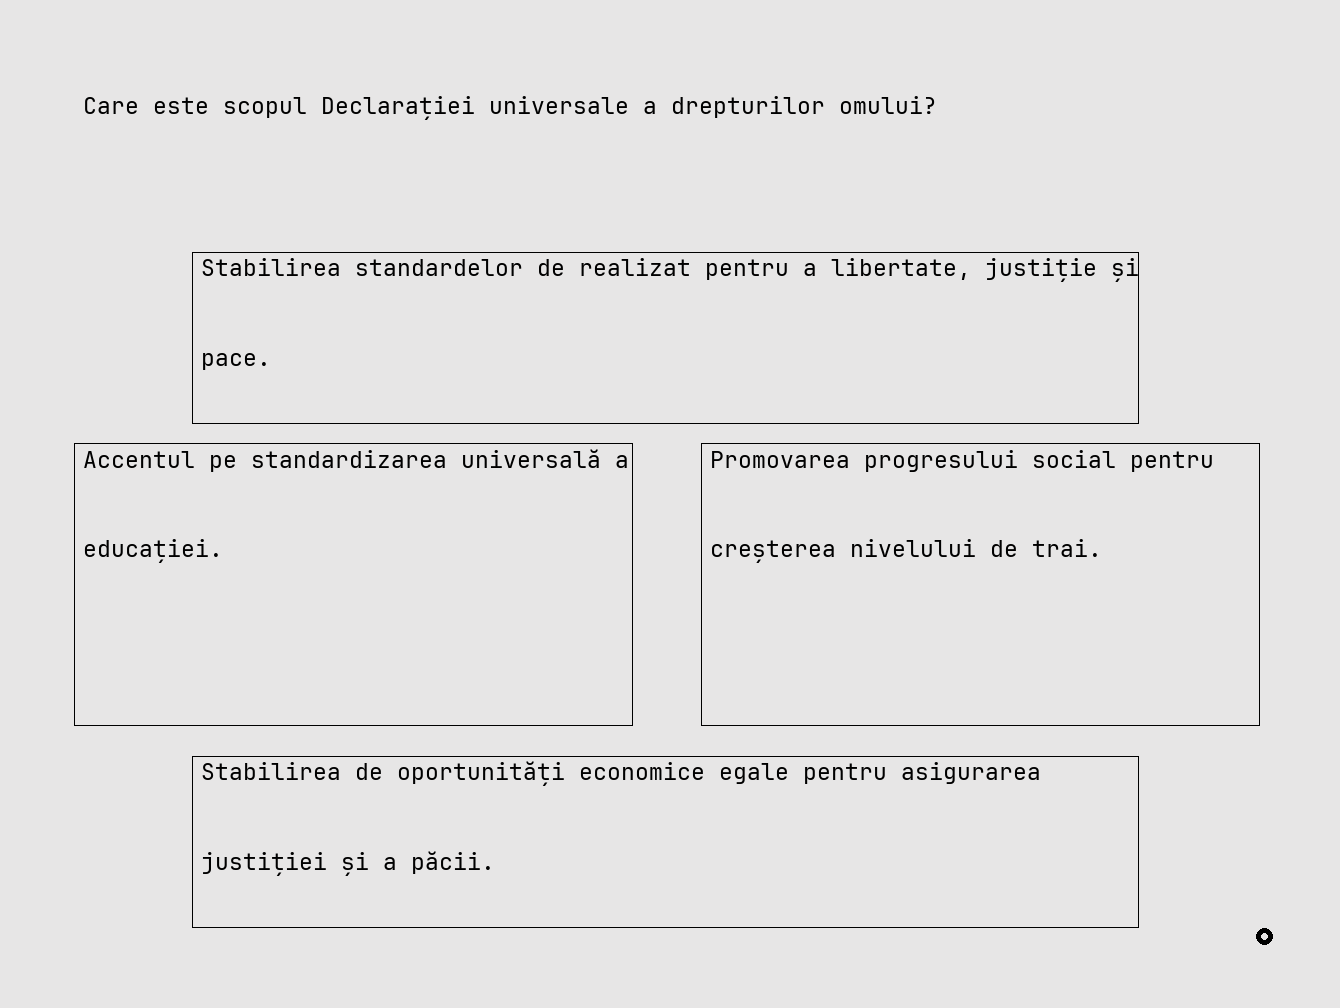 Care este scopul Declarației universale a drepturilor omului?
Stabilirea standardelor de realizat pentru a libertate, justiție și
pace.
Accentul pe standardizarea universală a
educației.
Promovarea progresului social pentru
creșterea nivelului de trai.
Stabilirea de oportunități economice egale pentru asigurarea
justiției și a păcii.